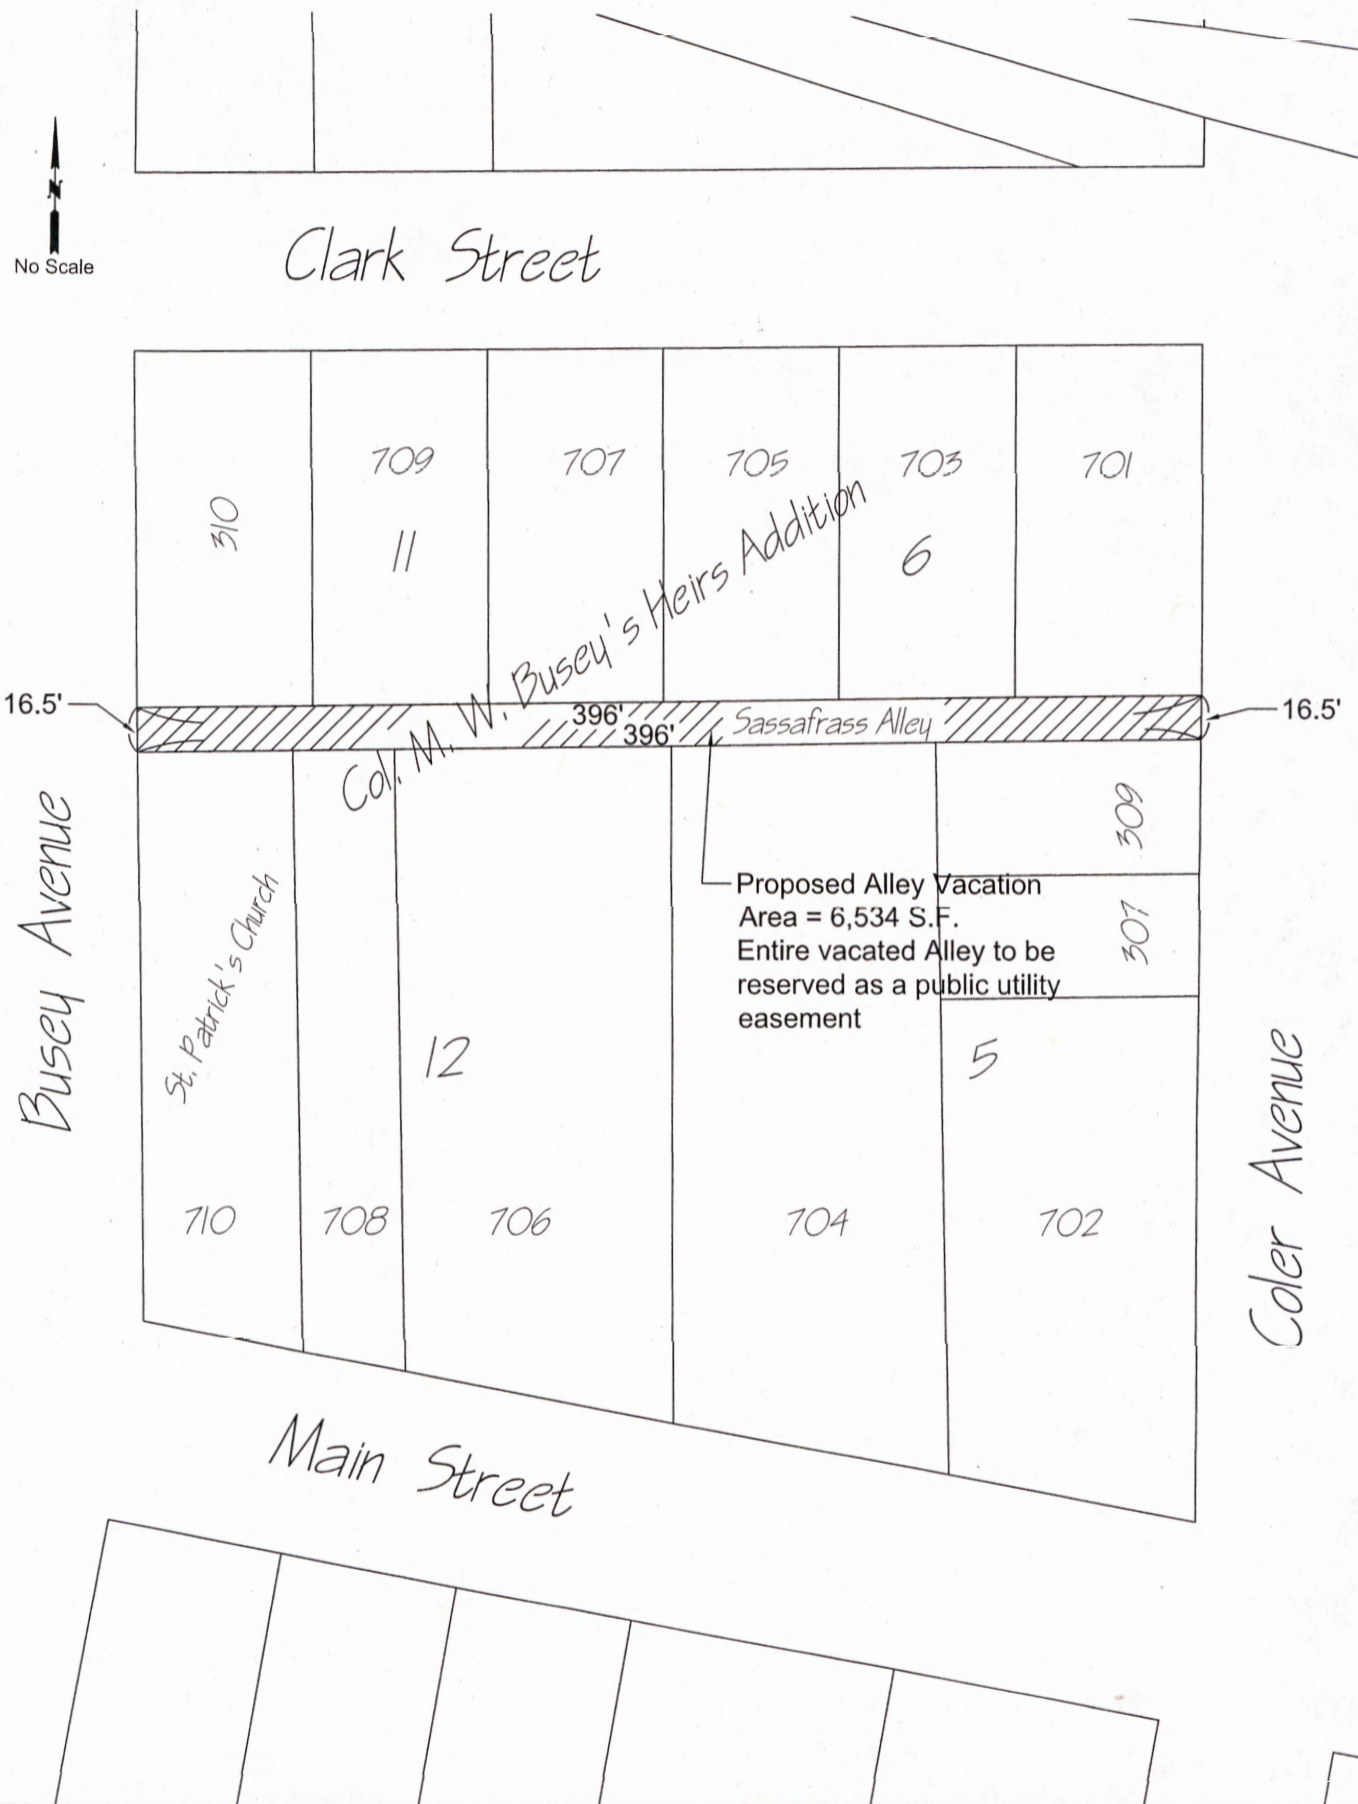 N
No Scale
Clark Street
709
707
705
703
701
310
11
6
Col. M. W. Busey's Heirs Addition
16.5'
396'
396'
Sassafrass Alley
16.5'
309
307
Proposed Alley Vacation
Area = 6,534 S.F.
Entire vacated Alley to be
reserved as a public utility
easement
Busey Avenue
St. Patrick's Church
12
5
Coler Avenue
710
708
706
704
702
Main Street